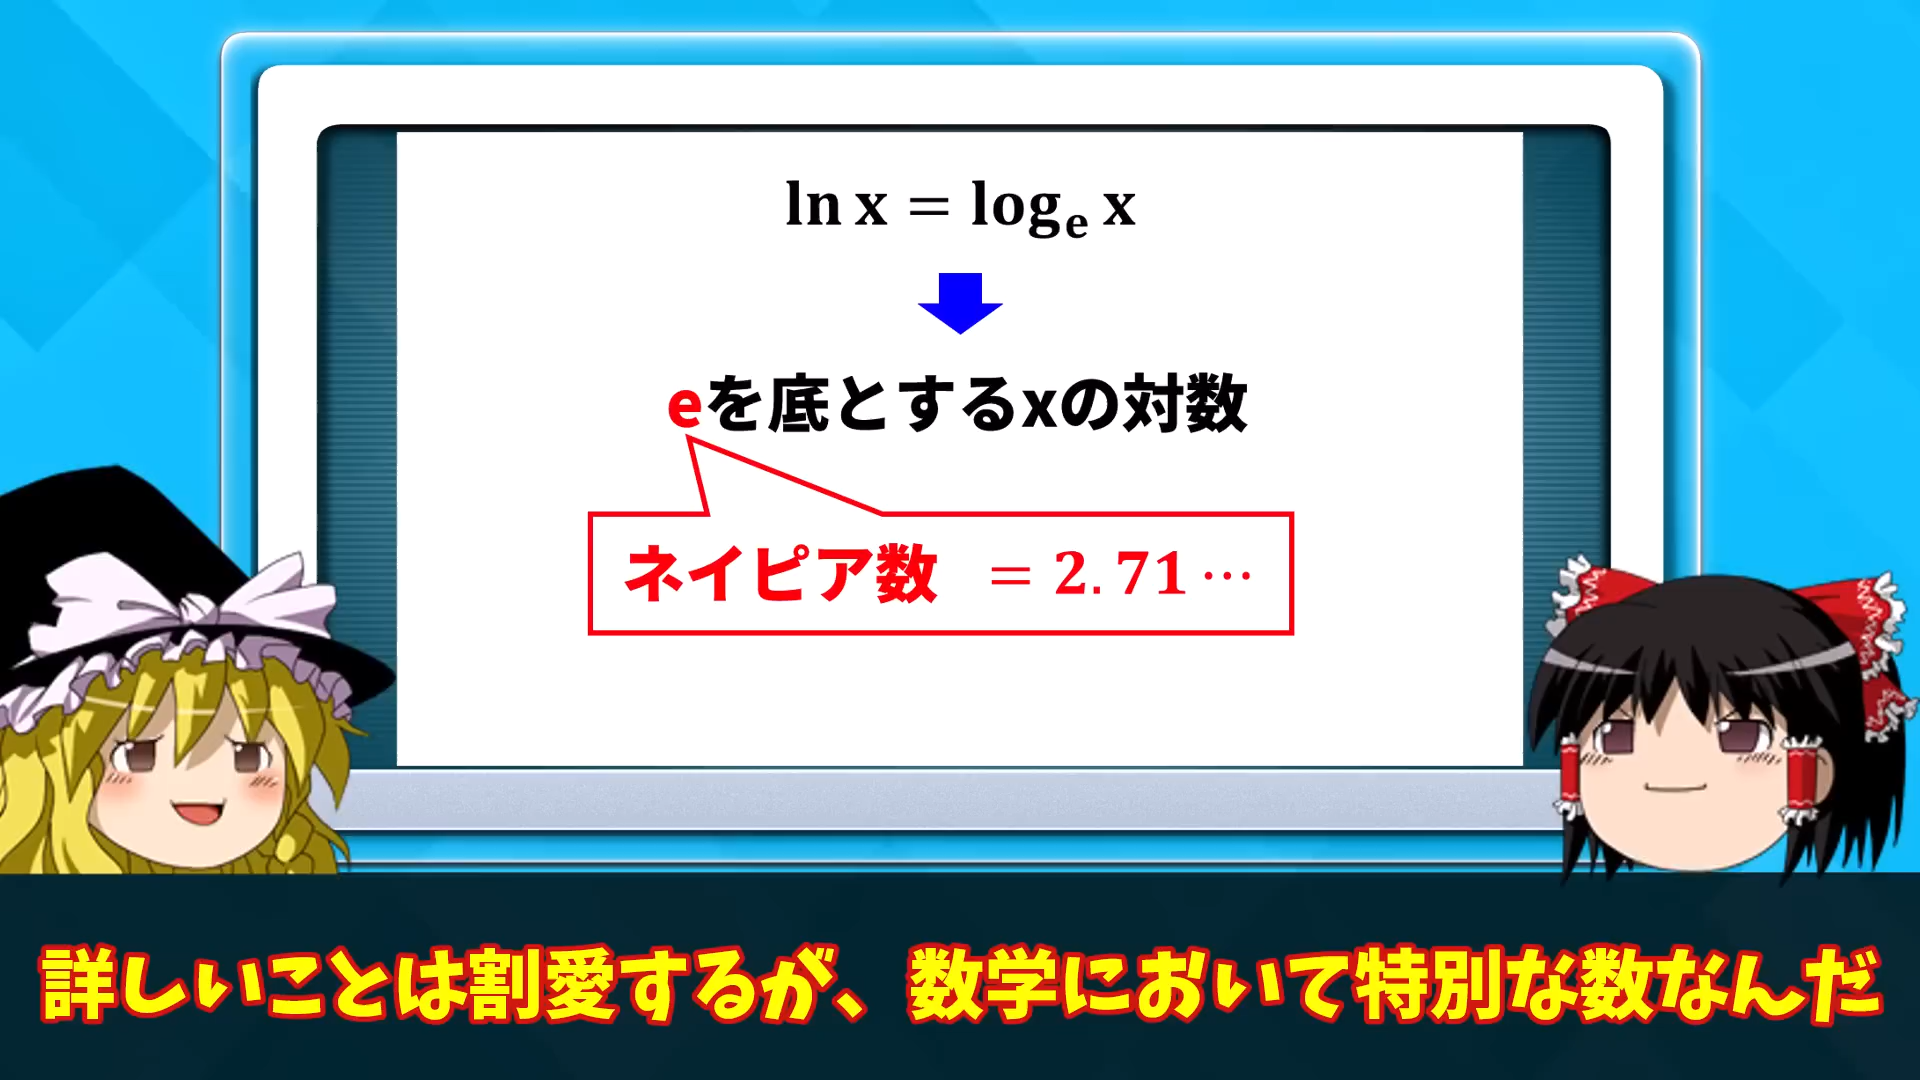 ln x = logₑ x
eを底とするxの対数
ネイピア数 = 2.71…
詳しいことは割愛するが、数学において特別な数なんだ